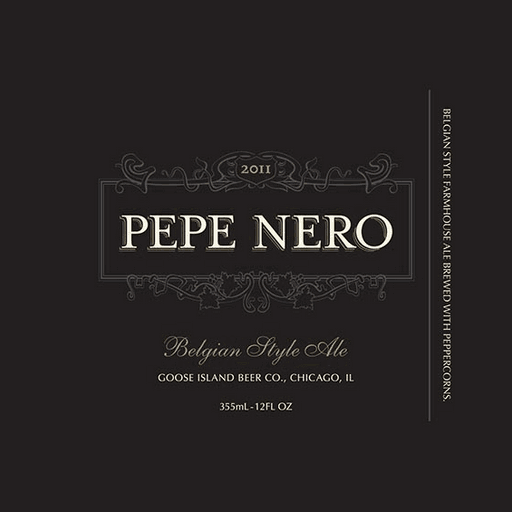 2011
PEPE NERO
Belgian Style Ale
GOOSE ISLAND BEER CO., CHICAGO, IL
355mL-12FL OZ
BELGIAN STYLE FARMHOUSE ALE BREWED WITH PEPPERCORNS.